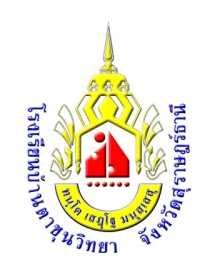 โรงเรียนบ้านตาขุนวิทยา จังหวัดสุราษฎร์ธานี
ทนฺโต เสฏฺโฐ มนุสฺเสสุ